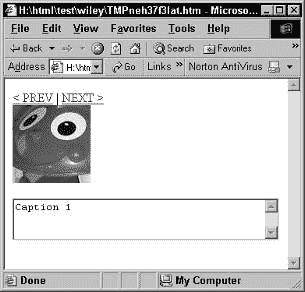 H:\html\test\wiley\TMPneh37f3lat.htm - Microso...
File Edit View Favorites Tools Help
Back Search Favorites »
Address H:\htm Go Links » Norton AntiVirus
< PREV | NEXT >
Caption 1
Done My Computer